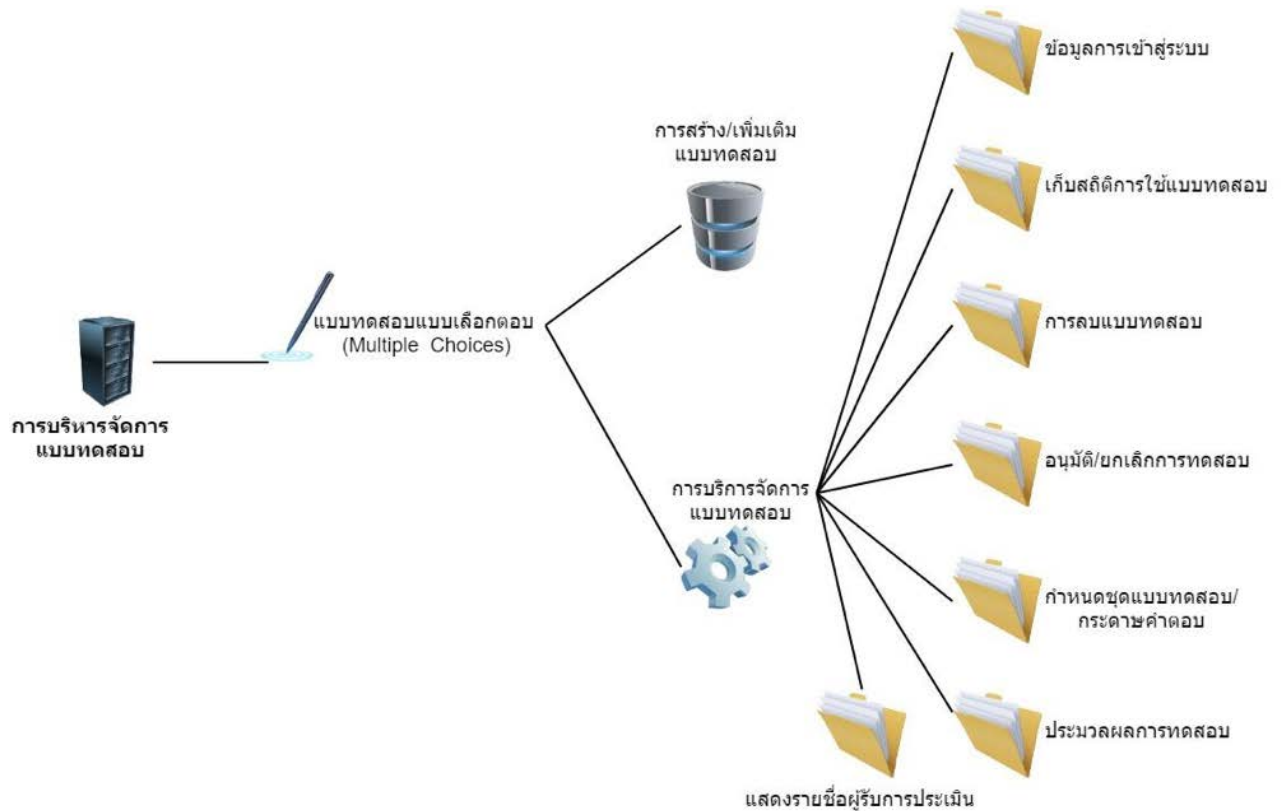 ข้อมูลการเข้าสู่ระบบ
การสร้าง/เพิ่มเติม
แบบทดสอบ
เก็บสถิติการใช้แบบทดสอบ
แบบทดสอบแบบเลือกตอบ
(Multiple Choices)
การลบแบบทดสอบ
การบริหารจัดการ
แบบทดสอบ
การบริการจัดการ
แบบทดสอบ
อนุมัติ/ยกเลิกการทดสอบ
กำหนดชุดแบบทดสอบ/
กระดาษคำตอบ
ประมวลผลการทดสอบ
แสดงรายชื่อผู้รับการประเมิน